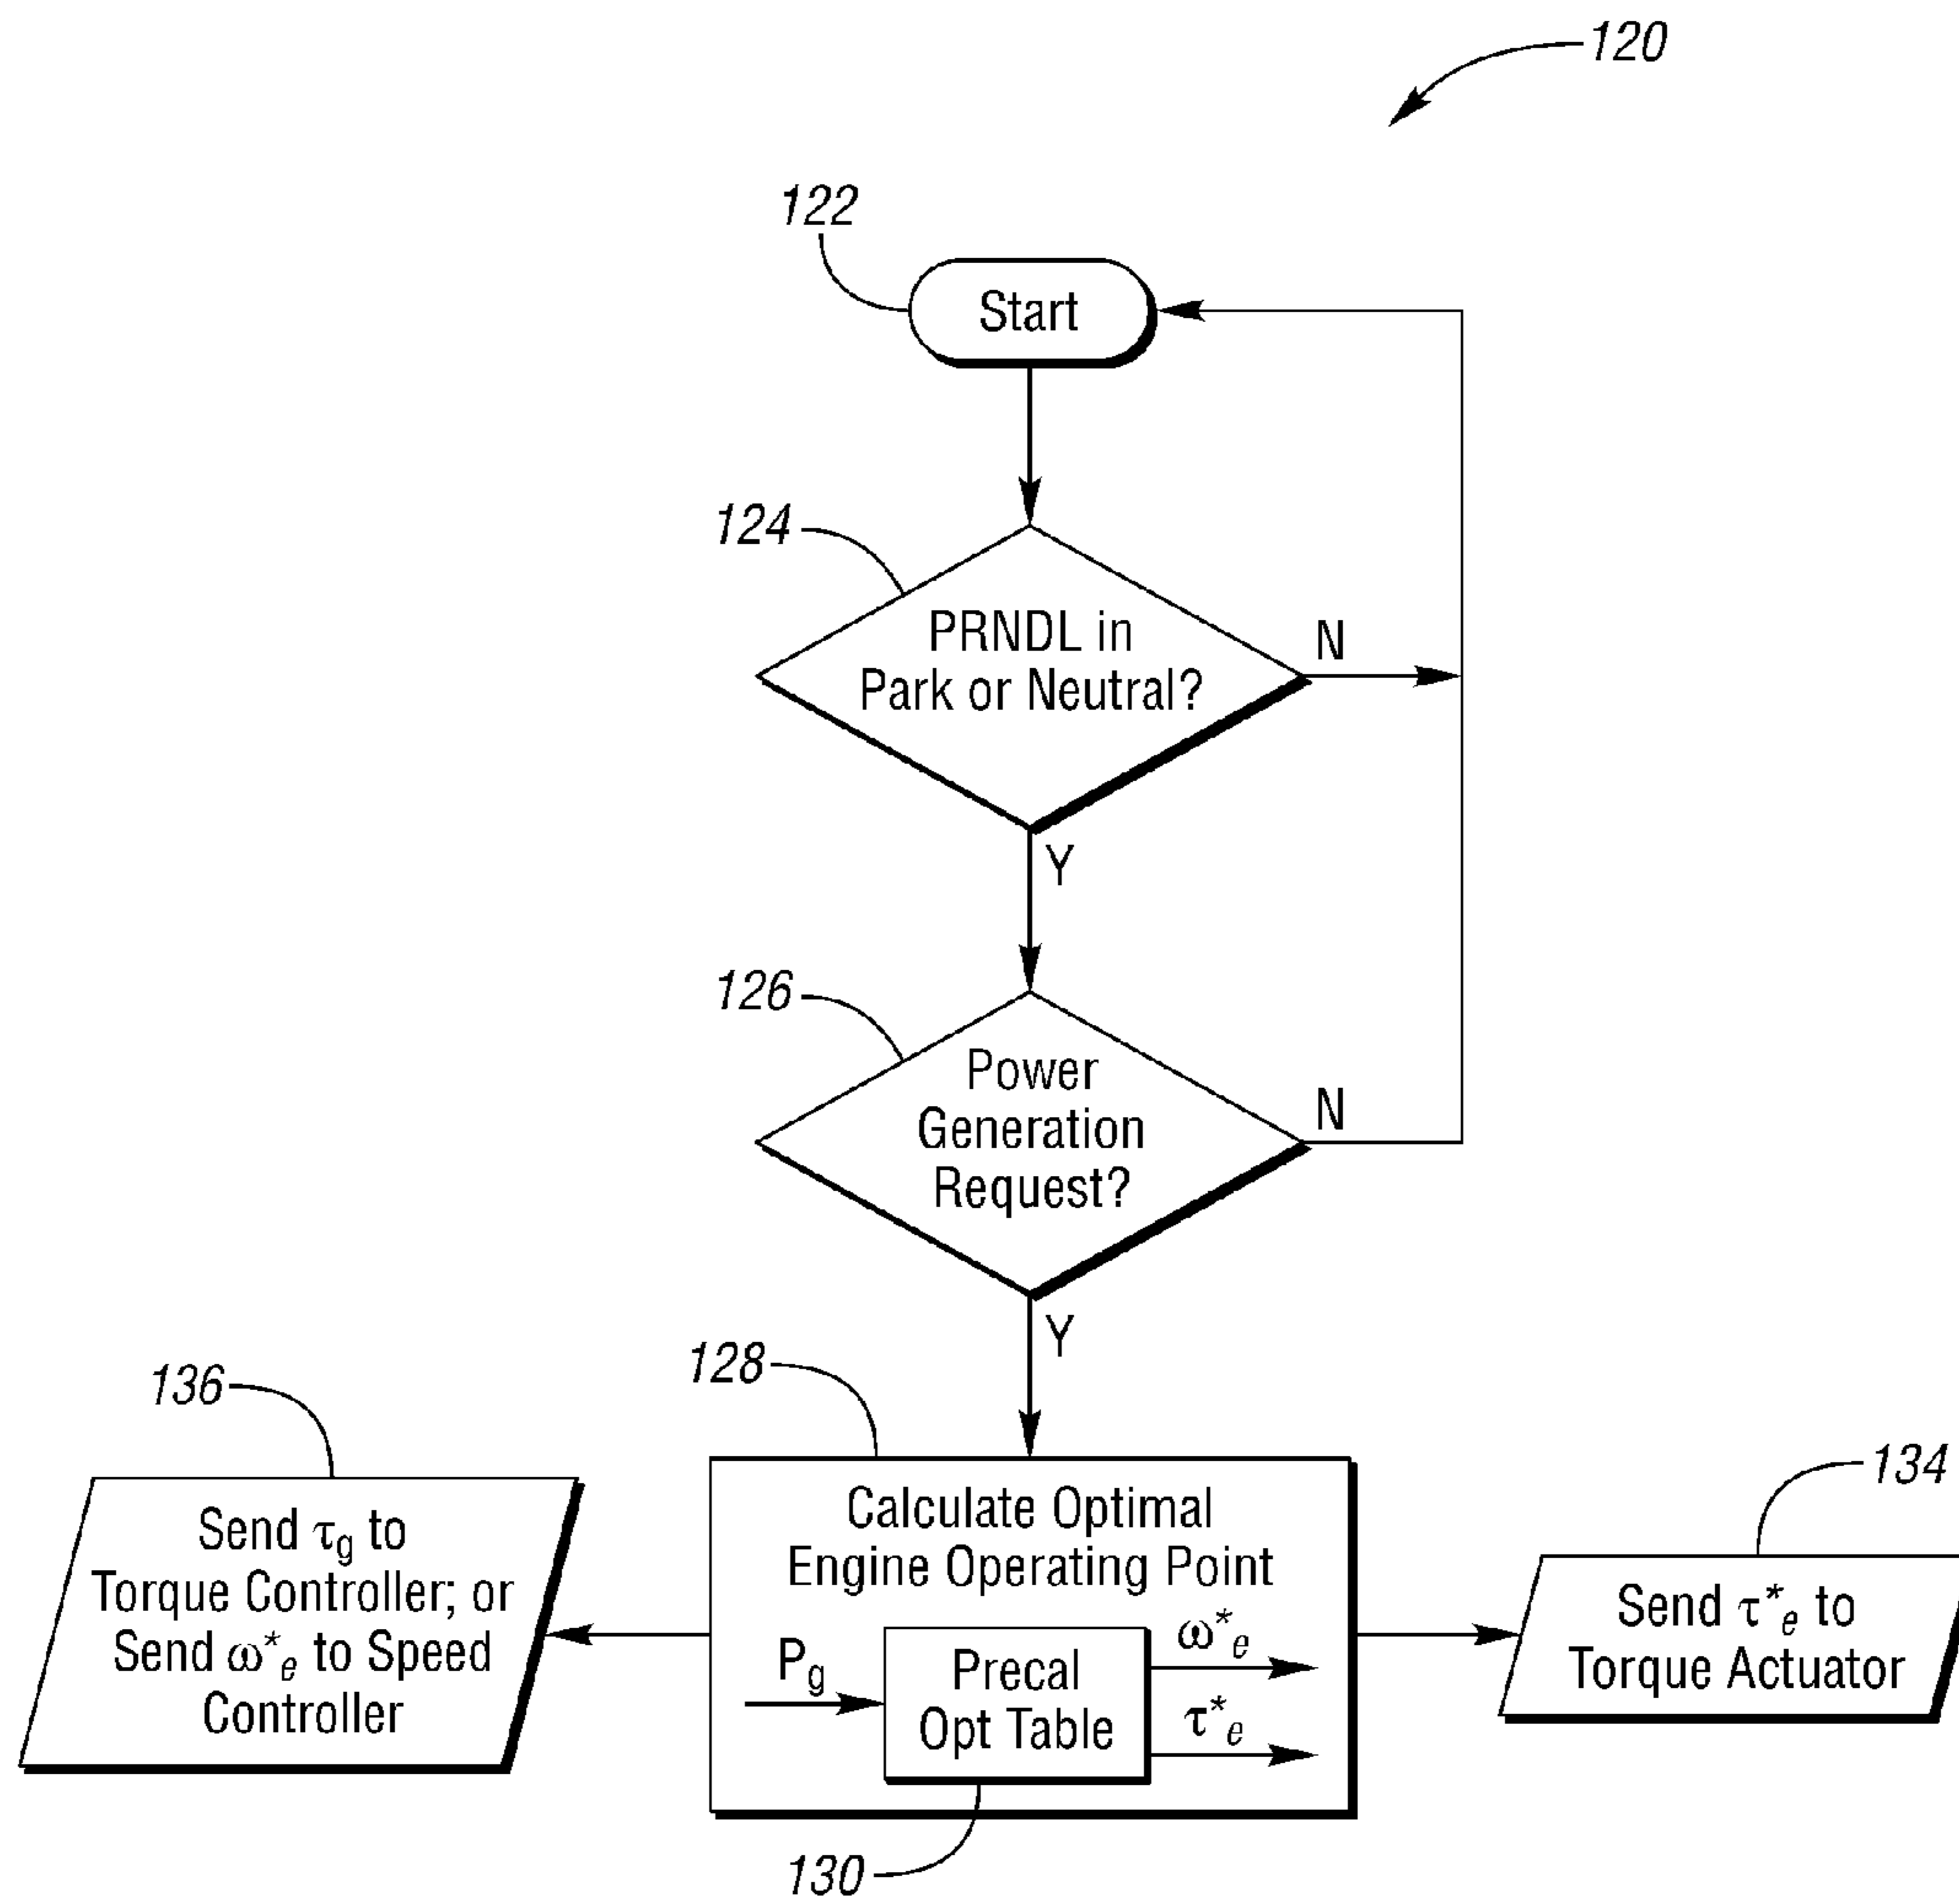 120
122
Start
124
PRNDL in
Park or Neutral?
N
Y
126
Power
Generation
Request?
N
Y
128
136
134
Calculate Optimal
Engine Operating Point
Send τg to
Torque Controller; or
Send ω*e to Speed
Controller
Pg
Precal
Opt Table
ω*e
τ*e
Send τ*e to
Torque Actuator
130